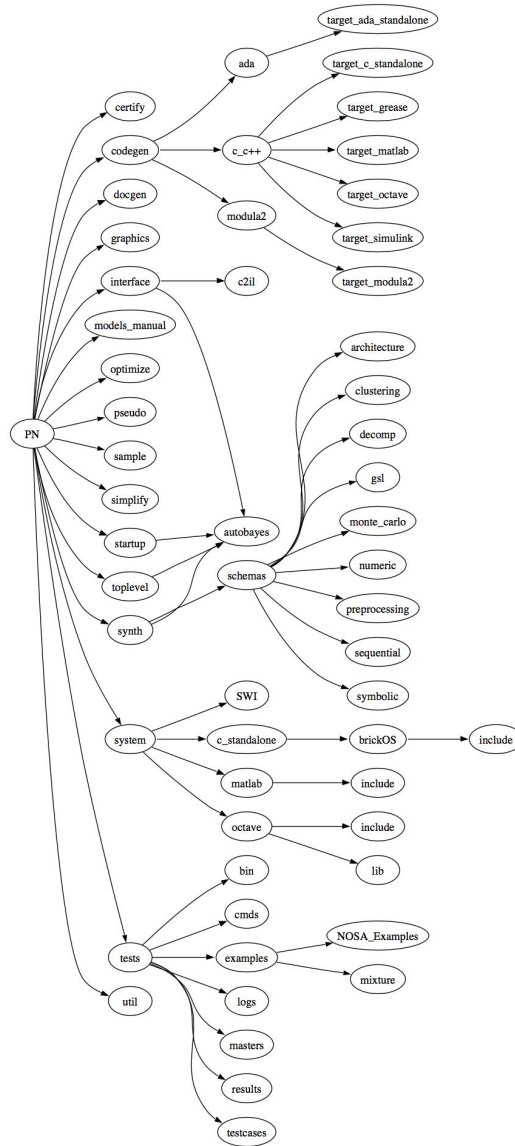 target_ada_standalone
ada
target_c_standalone
certify
target_grease
codegen
c_c++
target_matlab
docgen
target_octave
modula2
graphics
target_simulink
interface
c2il
target_modula2
models_manual
architecture
optimize
clustering
pseudo
decomp
PN
sample
gsl
simplify
monte_carlo
startup
autobayes
numeric
toplevel
schemas
preprocessing
synth
sequential
symbolic
SWI
system
c_standalone
brickOS
include
matlab
include
octave
include
bin
lib
cmds
NOSA_Examples
tests
examples
mixture
util
logs
masters
results
testcases